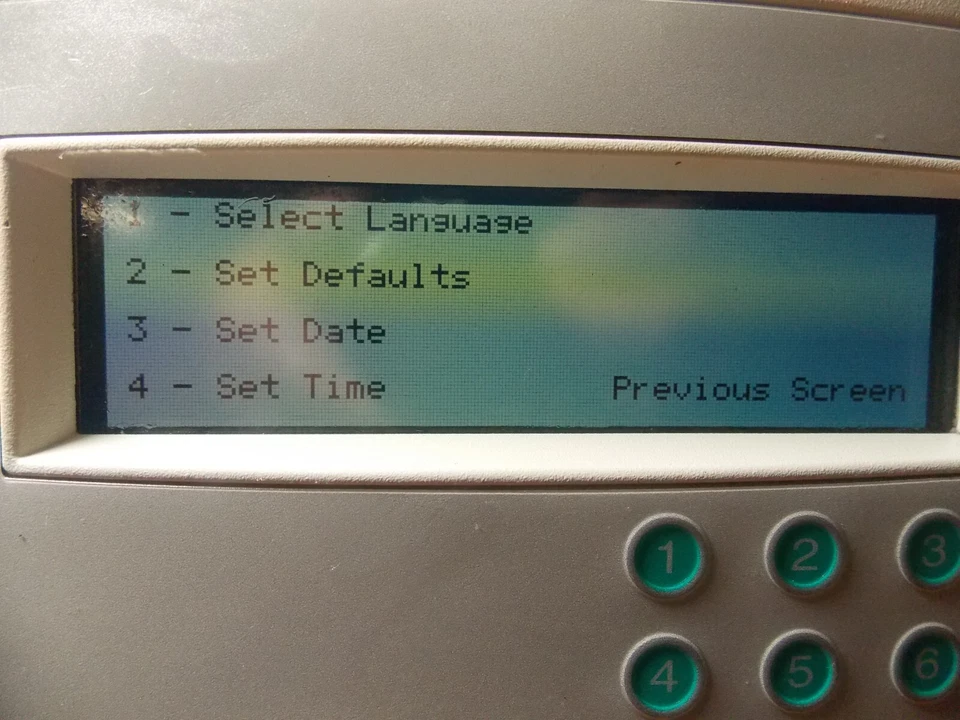 1 - Select Language
2 - Set Defaults
3 - Set Date
4 - Set Time Previous Screen
1 2 3
4 5 6